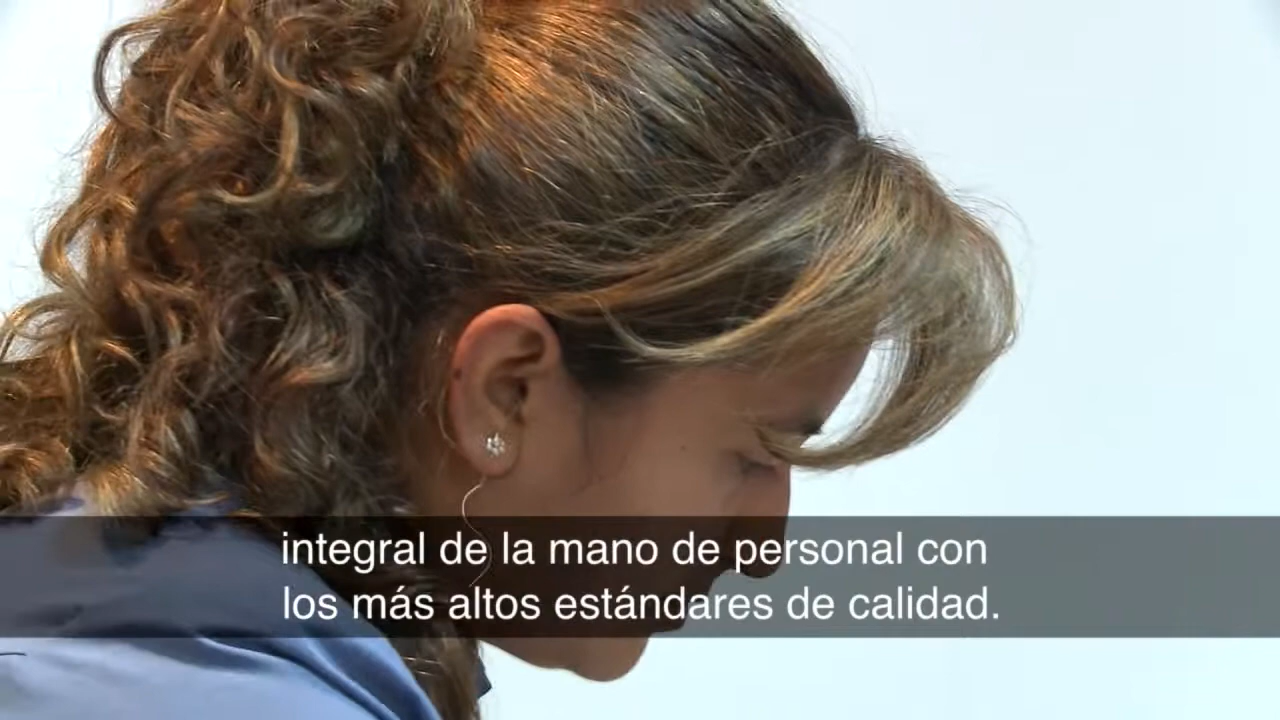 integral de la mano de personal con
los más altos estándares de calidad.